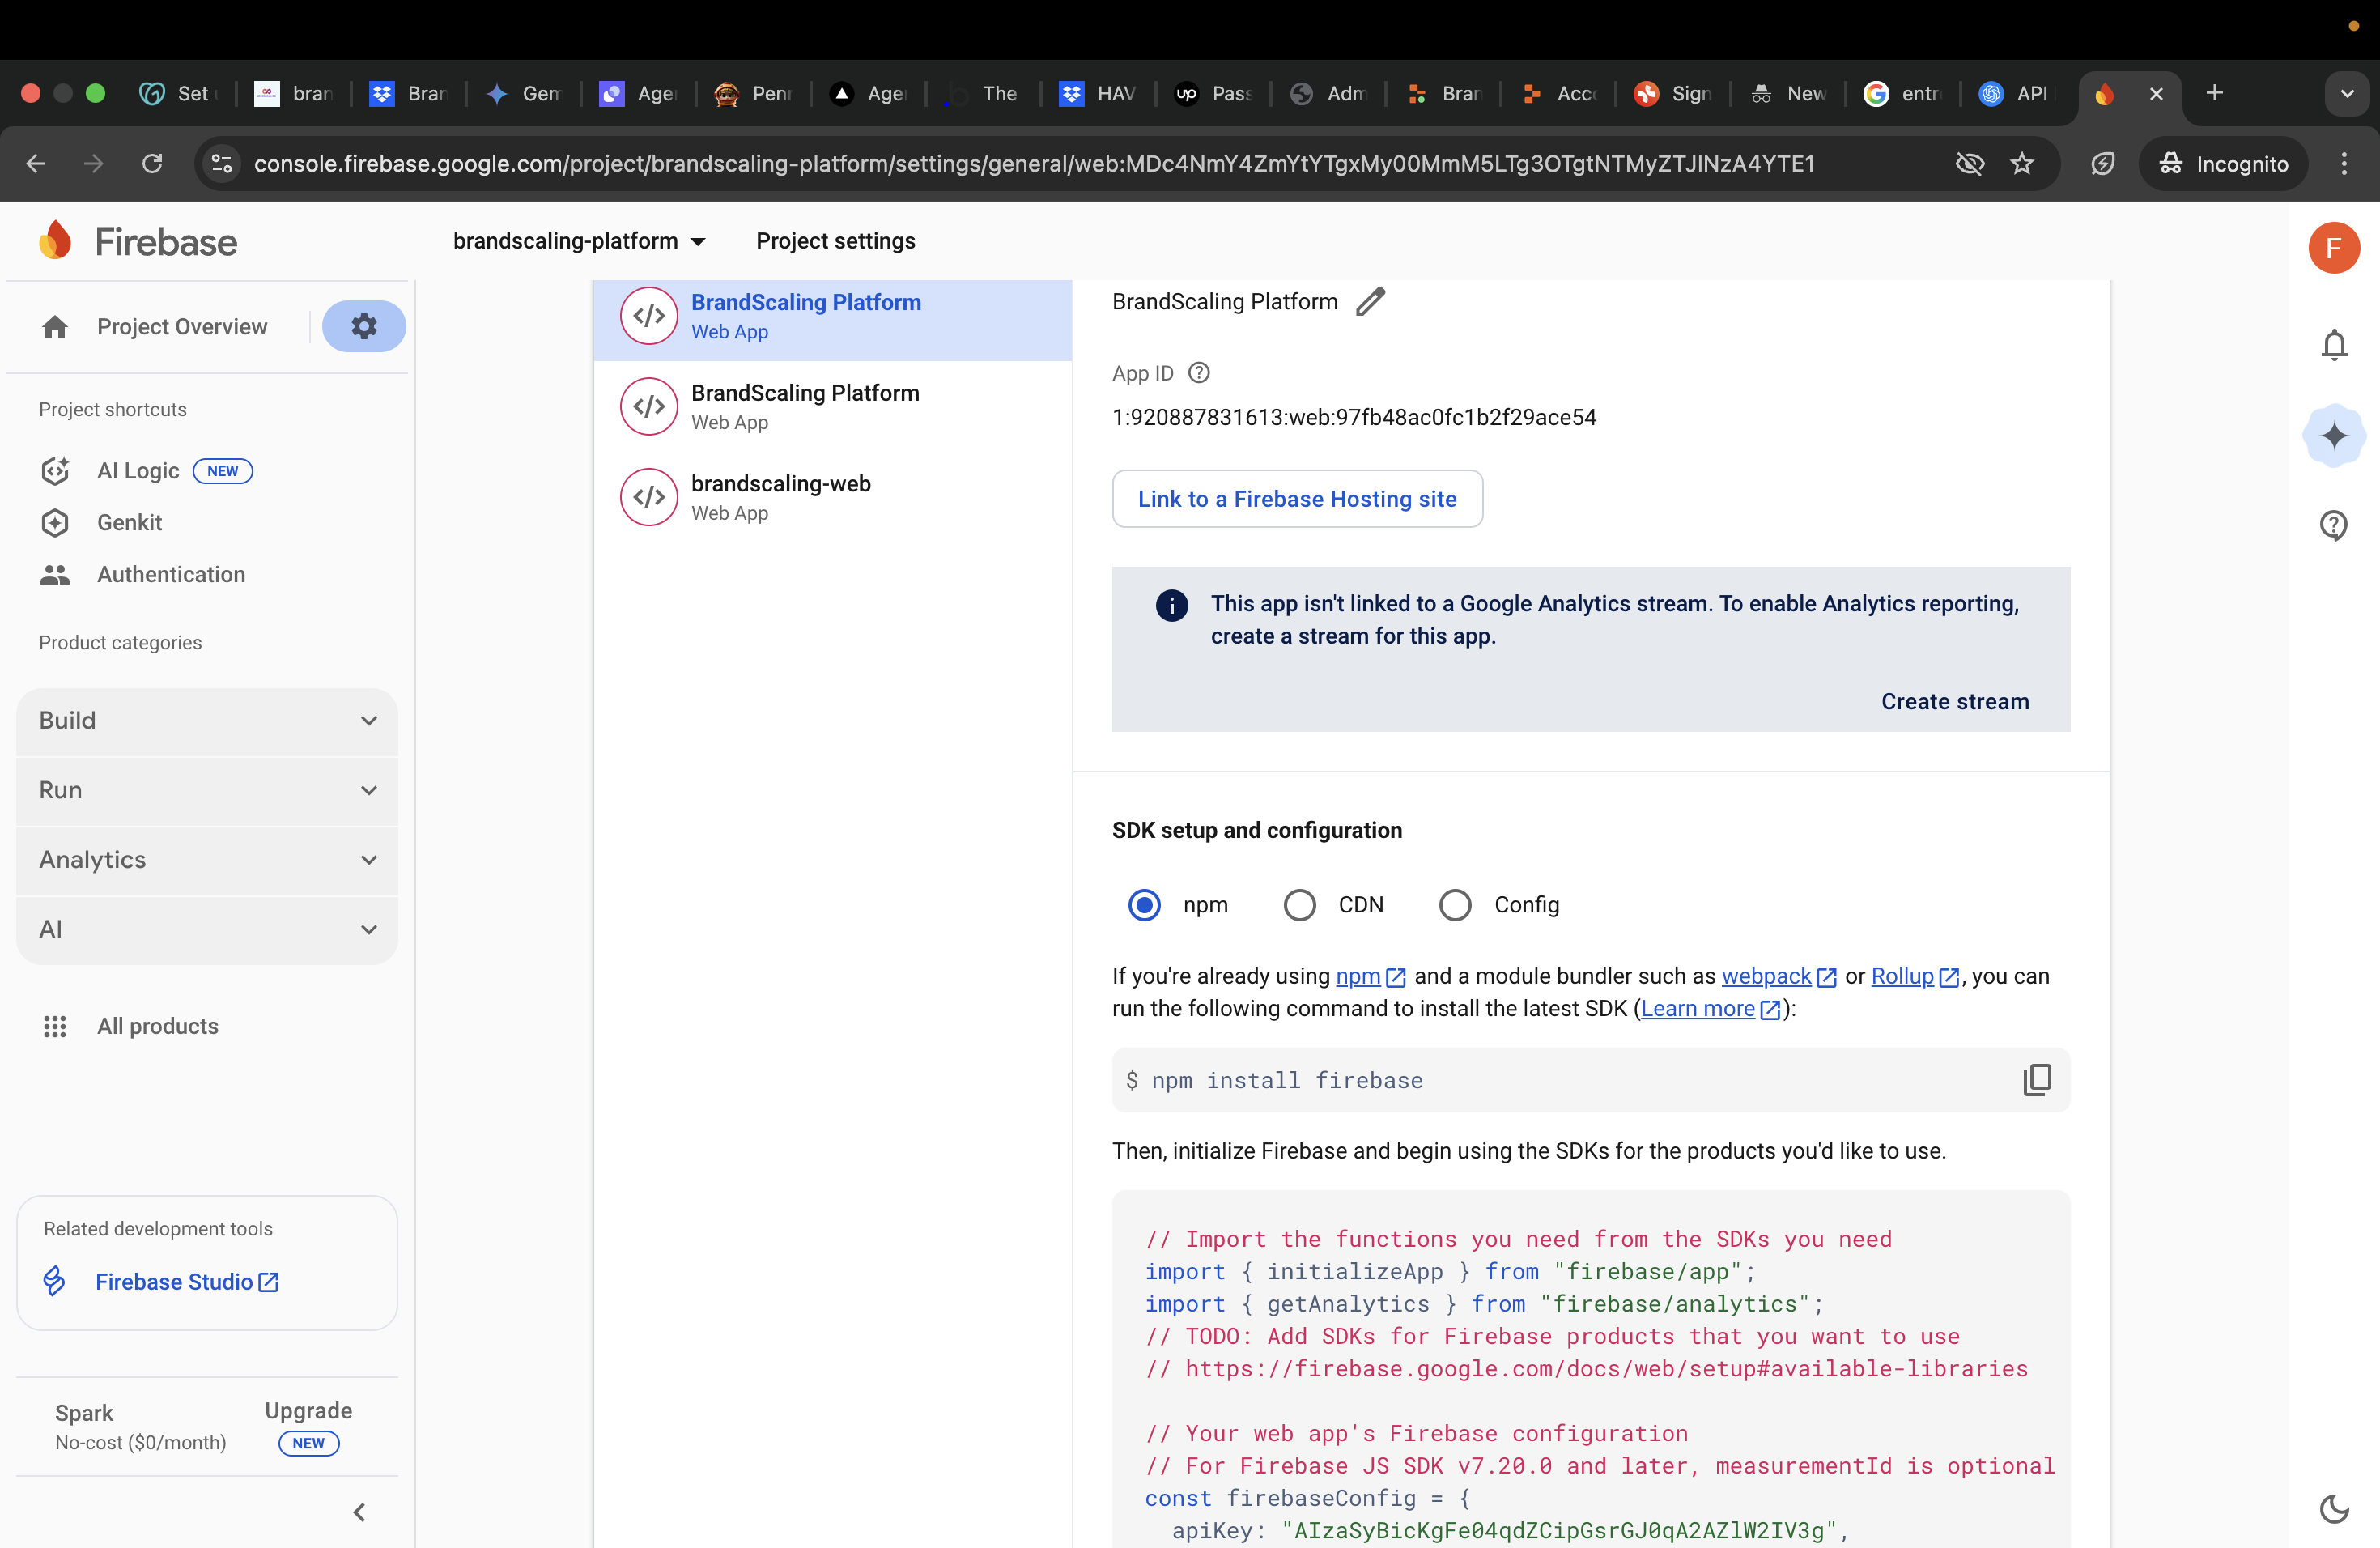 Set
bran
Bran
Gem
Age
Penn
Age
The
HAV
up
Pass
Adm
Bran
Acc
Sign
New
entr
API
console.firebase.google.com/project/brandscaling-platform/settings/general/web:MDc4NmY4ZmYtYTgxMy00MmM5LTg3OTgtNTMyZTJlNzA4YTE1
Incognito
Firebase
brandscaling-platform
Project settings
F
Project Overview
Project shortcuts
AI Logic NEW
Genkit
Authentication
Product categories
Build
Run
Analytics
AI
All products
Related development tools
Firebase Studio
Spark
No-cost ($0/month)
Upgrade
NEW
BrandScaling Platform
Web App
BrandScaling Platform
Web App
brandscaling-web
Web App
BrandScaling Platform
App ID
1:920887831613:web:97fb48ac0fc1b2f29ace54
Link to a Firebase Hosting site
This app isn't linked to a Google Analytics stream. To enable Analytics reporting,
create a stream for this app.
Create stream
SDK setup and configuration
npm
CDN
Config
If you're already using npm and a module bundler such as webpack or Rollup, you can
run the following command to install the latest SDK (Learn more):
$ npm install firebase
Then, initialize Firebase and begin using the SDKs for the products you'd like to use.
// Import the functions you need from the SDKs you need
import { initializeApp } from "firebase/app";
import { getAnalytics } from "firebase/analytics";
// TODO: Add SDKs for Firebase products that you want to use
// https://firebase.google.com/docs/web/setup#available-libraries
// Your web app's Firebase configuration
// For Firebase JS SDK v7.20.0 and later, measurementId is optional
const firebaseConfig = {
apiKey: "AIzaSyBicKgFe04qdZCipGsrGJ0qA2AZlW2IV3g",